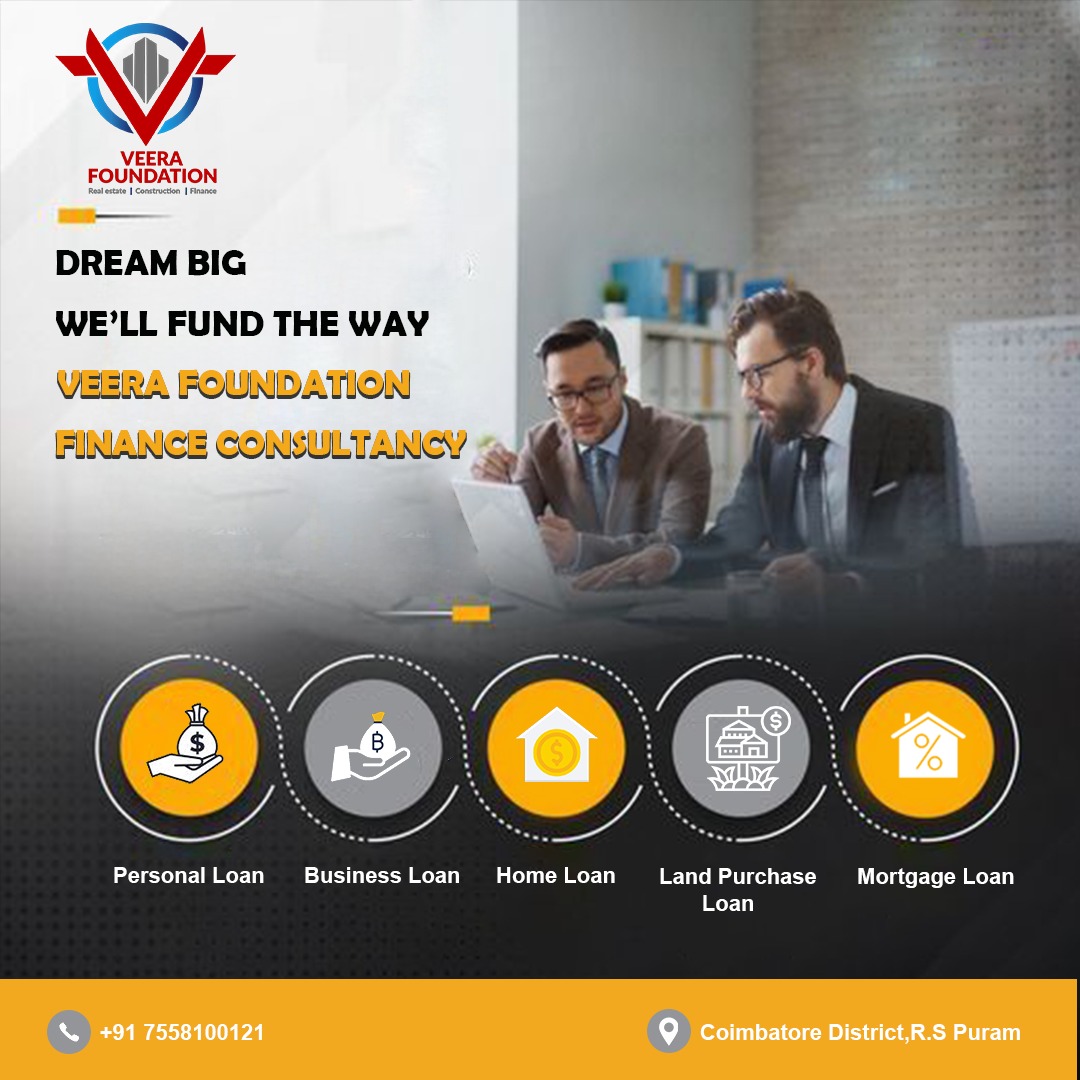 VEERA
FOUNDATION
Real estate | Construction | Finance
DREAM BIG
WE'LL FUND THE WAY
VEERA FOUNDATION
FINANCE CONSULTANCY
Personal Loan
Business Loan
Home Loan
Land Purchase
Loan
Mortgage Loan
+91 7558100121
Coimbatore District,R.S Puram